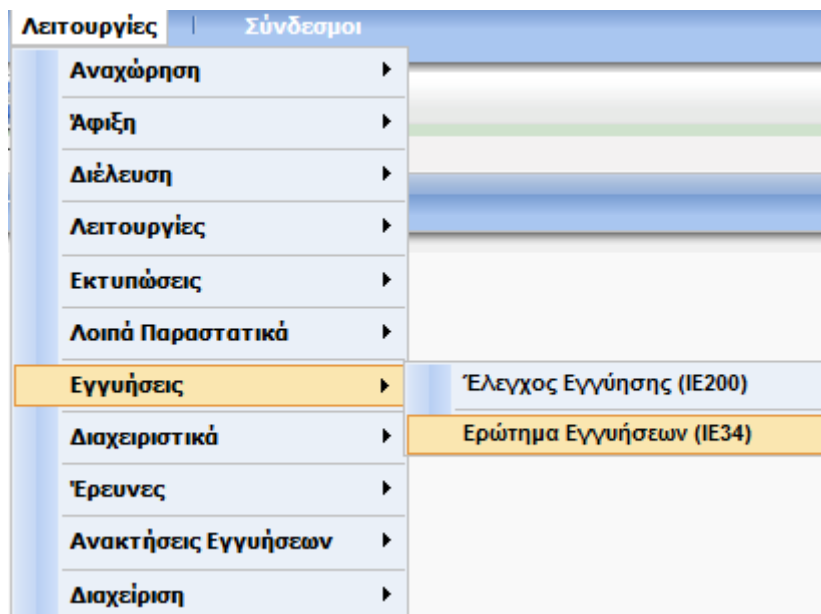 Λειτουργίες | Σύνδεσμοι
Αναχώρηση
Άφιξη
Διέλευση
Λειτουργίες
Εκτυπώσεις
Λοιπά Παραστατικά
Εγγυήσεις
Έλεγχος Εγγύησης (IE200)
Ερώτημα Εγγυήσεων (IE34)
Διαχειριστικά
Έρευνες
Ανακτήσεις Εγγυήσεων
Διαχείριση